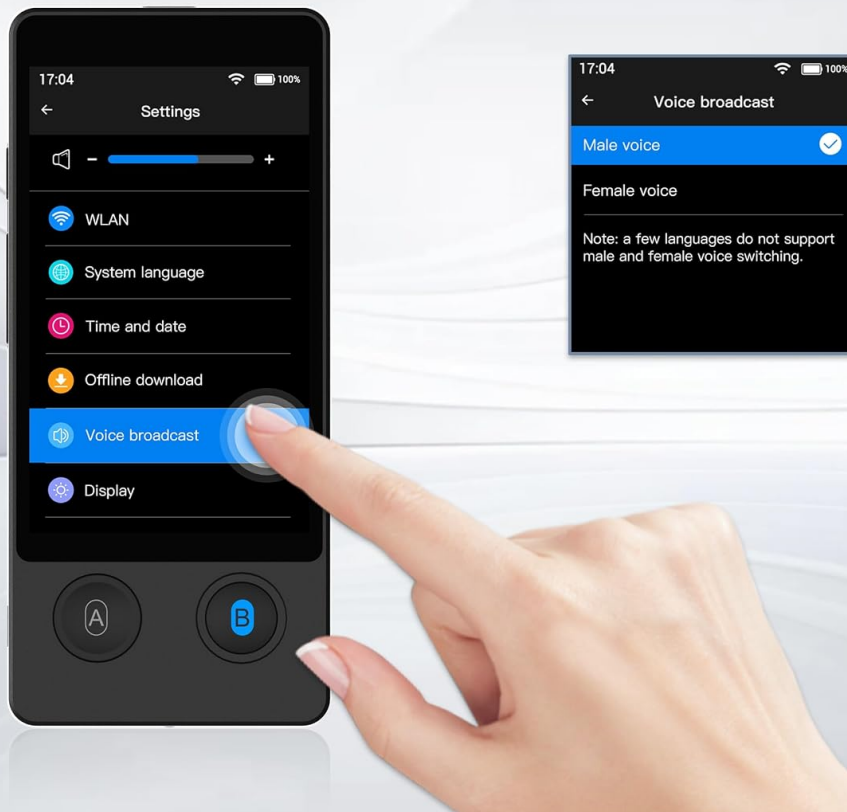 17:04 100%
Settings
- +
WLAN
System language
Time and date
Offline download
Voice broadcast
Display
A B
17:04 100%
Voice broadcast
Male voice
Female voice
Note: a few languages do not support
male and female voice switching.